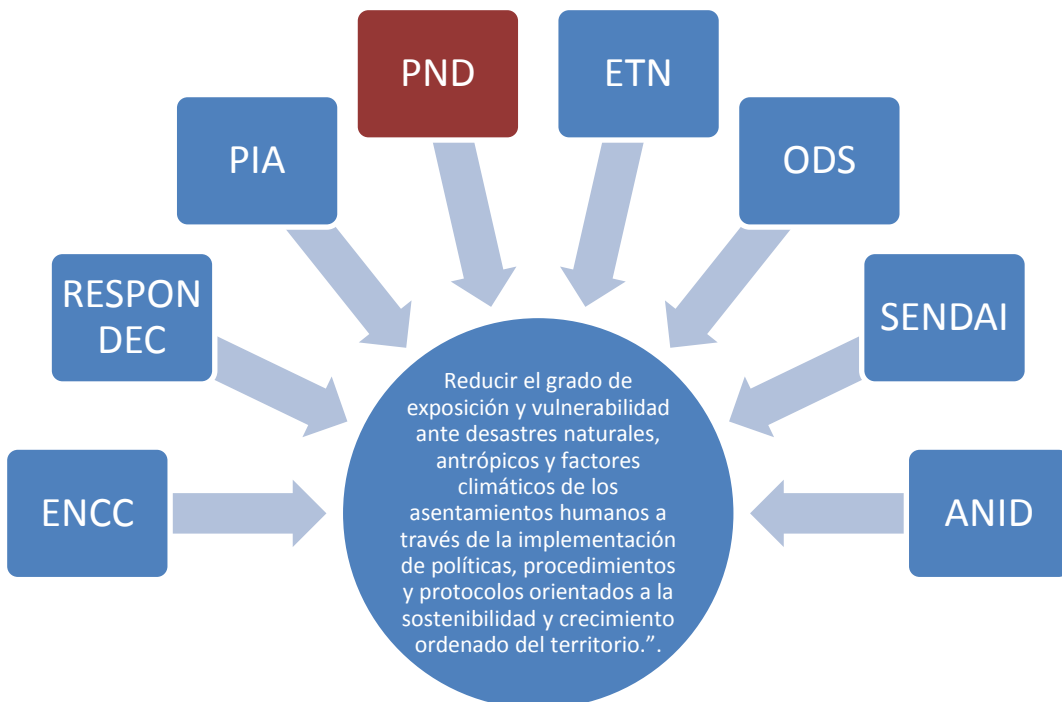 PND
ETN
PIA
ODS
RESPON
DEC
SENDAI
ENCC
ANID
Reducir el grado de
exposición y vulnerabilidad
ante desastres naturales,
antrópicos y factores
climáticos de los
asentamientos humanos a
través de la implementación
de políticas, procedimientos
y protocolos orientados a la
sostenibilidad y crecimiento
ordenado del territorio.”.